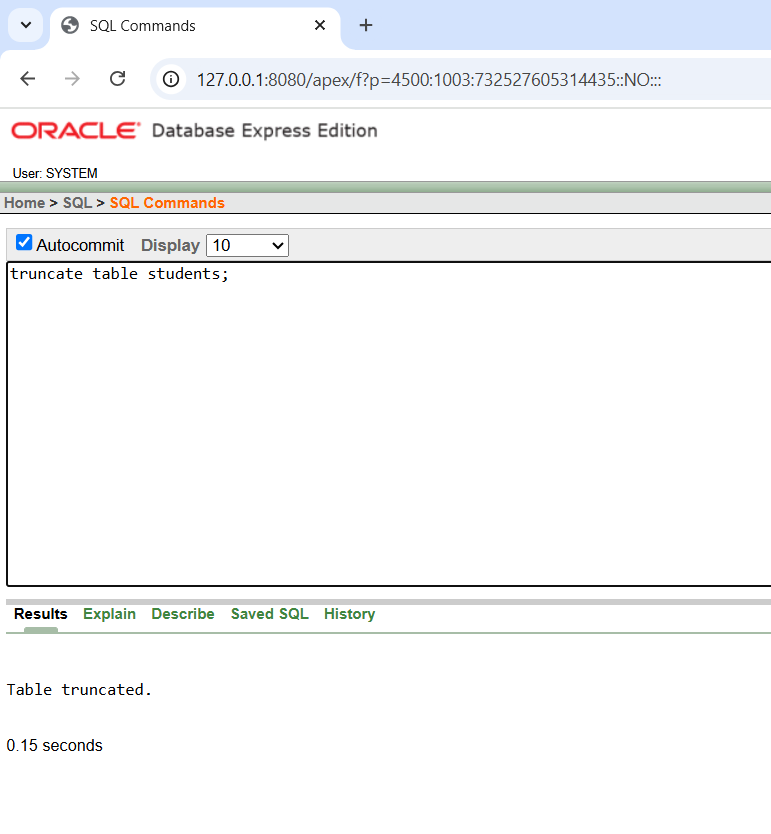 SQL Commands
127.0.0.1:8080/apex/f?p=4500:1003:732527605314435::NO:::
ORACLE® Database Express Edition
User: SYSTEM
Home > SQL > SQL Commands
Autocommit Display 10
truncate table students;
Results Explain Describe Saved SQL History
Table truncated.
0.15 seconds